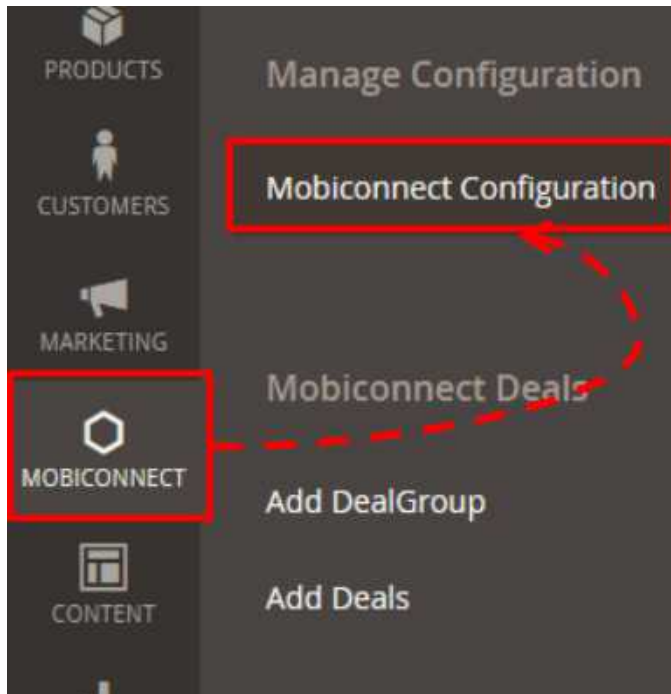 PRODUCTS
CUSTOMERS
MARKETING
MOBICONNECT
CONTENT
Manage Configuration
Mobiconnect Configuration
Mobiconnect Deals
Add DealGroup
Add Deals